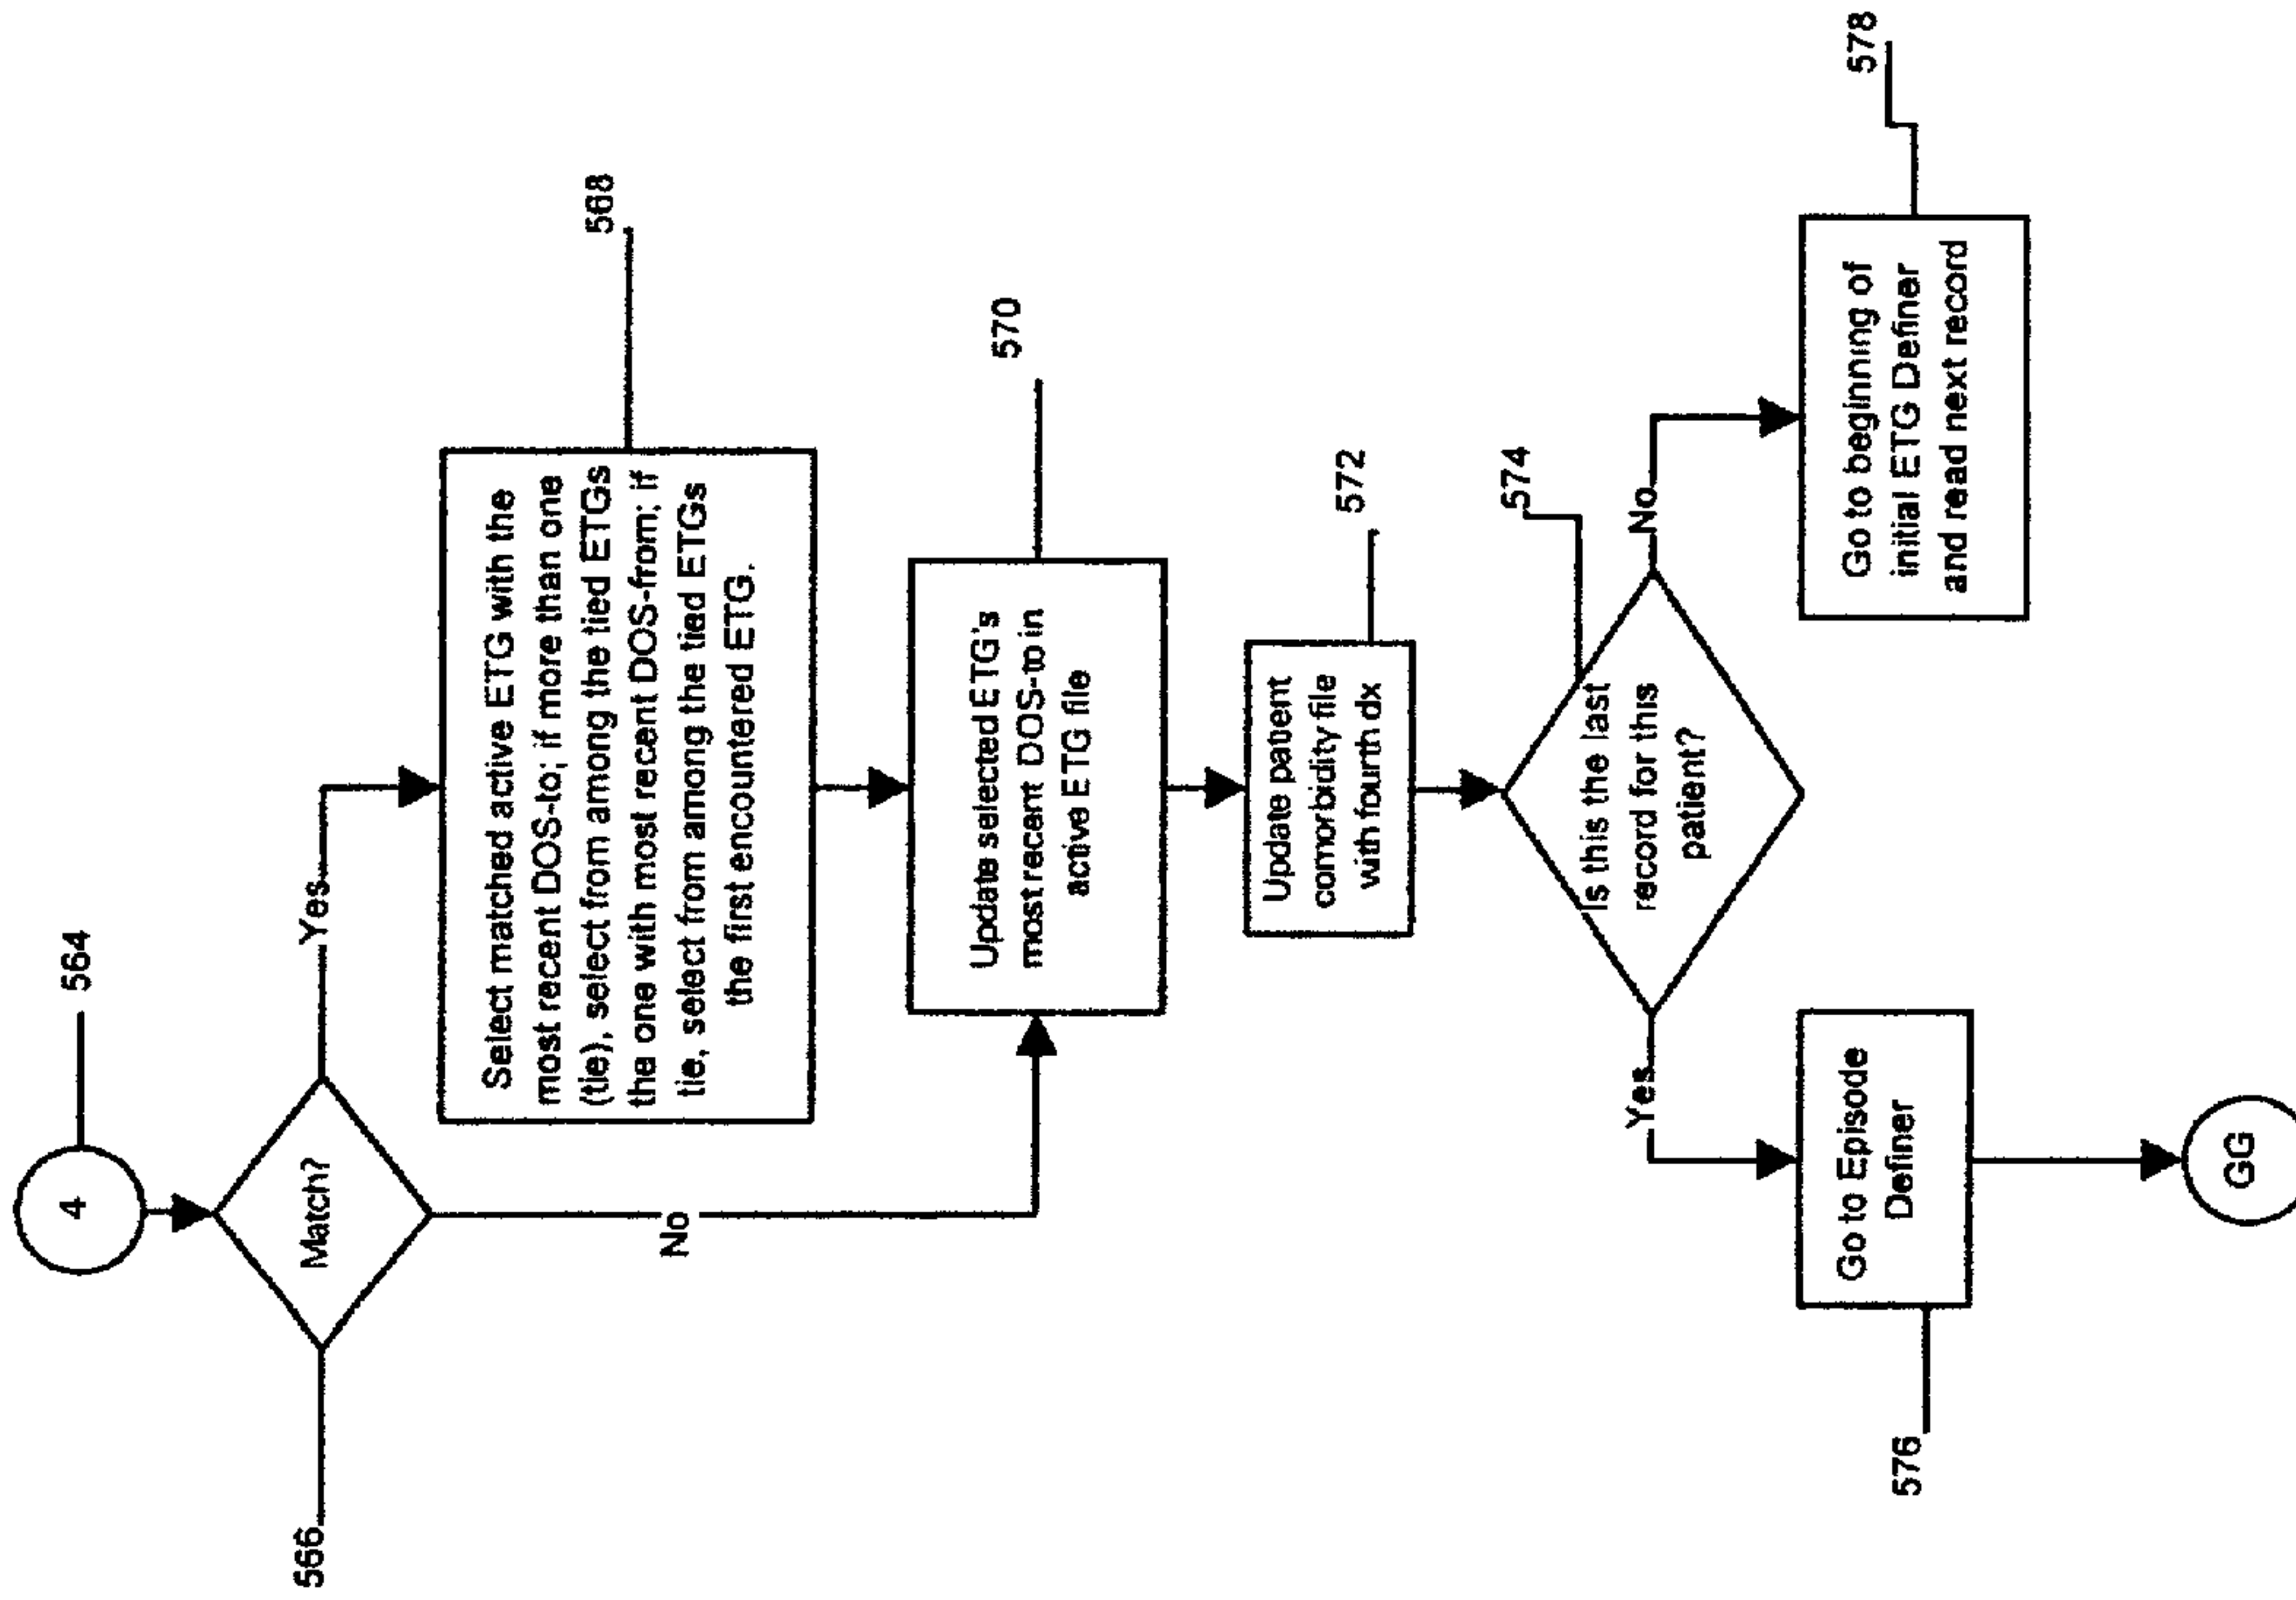 4
564
Match?
566
Yes
No
Select matched active ETG with the
most recent DOS-to; if more than one
(tie), select from among the tied ETGs
the one with most recent DOS-from; if
tie, select from among the tied ETGs
the first encountered ETG.
568
Update selected ETG's
most recent DOS-to in
active ETG file
570
Update patient
comorbidity file
with fourth dx
572
Is this the last
record for this
patient?
574
Yes
No
Go to Episode
Definer
576
Go to beginning of
initial ETG Definer
and read next record
578
GG